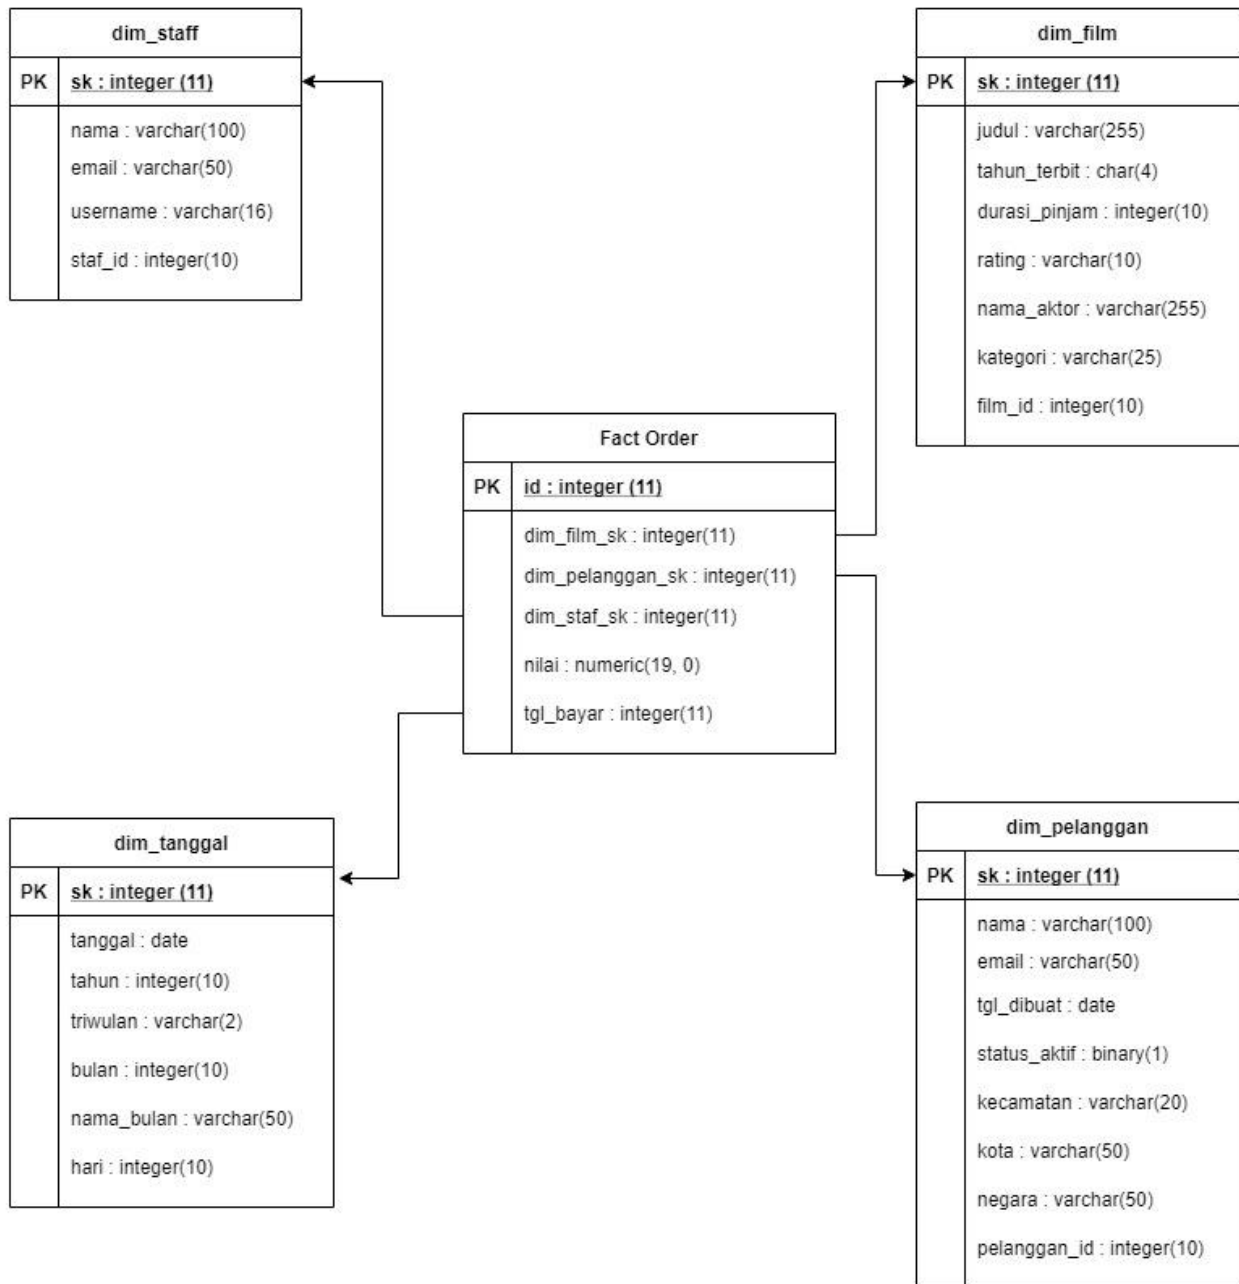 dim_staff
PK sk : integer (11)
nama : varchar(100)
email : varchar(50)
username : varchar(16)
staf_id : integer(10)
dim_film
PK sk : integer (11)
judul : varchar(255)
tahun_terbit : char(4)
durasi_pinjam : integer(10)
rating : varchar(10)
nama_aktor : varchar(255)
kategori : varchar(25)
film_id : integer(10)
Fact Order
PK id : integer (11)
dim_film_sk : integer(11)
dim_pelanggan_sk : integer(11)
dim_staf_sk : integer(11)
nilai : numeric(19, 0)
tgl_bayar : integer(11)
dim_tanggal
PK sk : integer (11)
tanggal : date
tahun : integer(10)
triwulan : varchar(2)
bulan : integer(10)
nama_bulan : varchar(50)
hari : integer(10)
dim_pelanggan
PK sk : integer (11)
nama : varchar(100)
email : varchar(50)
tgl_dibuat : date
status_aktif : binary(1)
kecamatan : varchar(20)
kota : varchar(50)
negara : varchar(50)
pelanggan_id : integer(10)